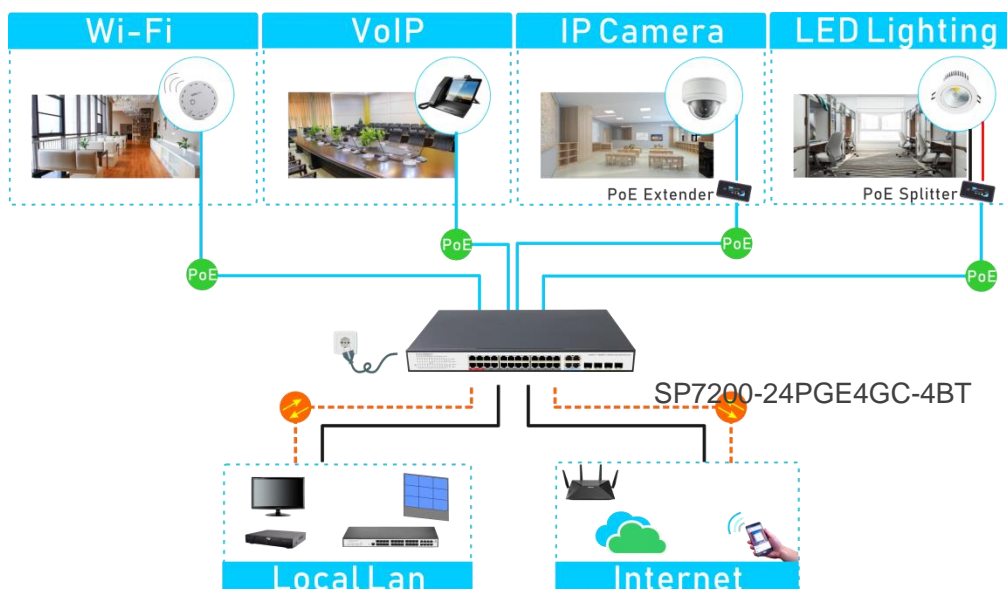 Wi-Fi
VoIP
IP Camera
LED Lighting
PoE Extender
PoE Splitter
PoE
PoE
PoE
PoE
SP7200-24PGE4GC-4BT
Local Lan
Internet